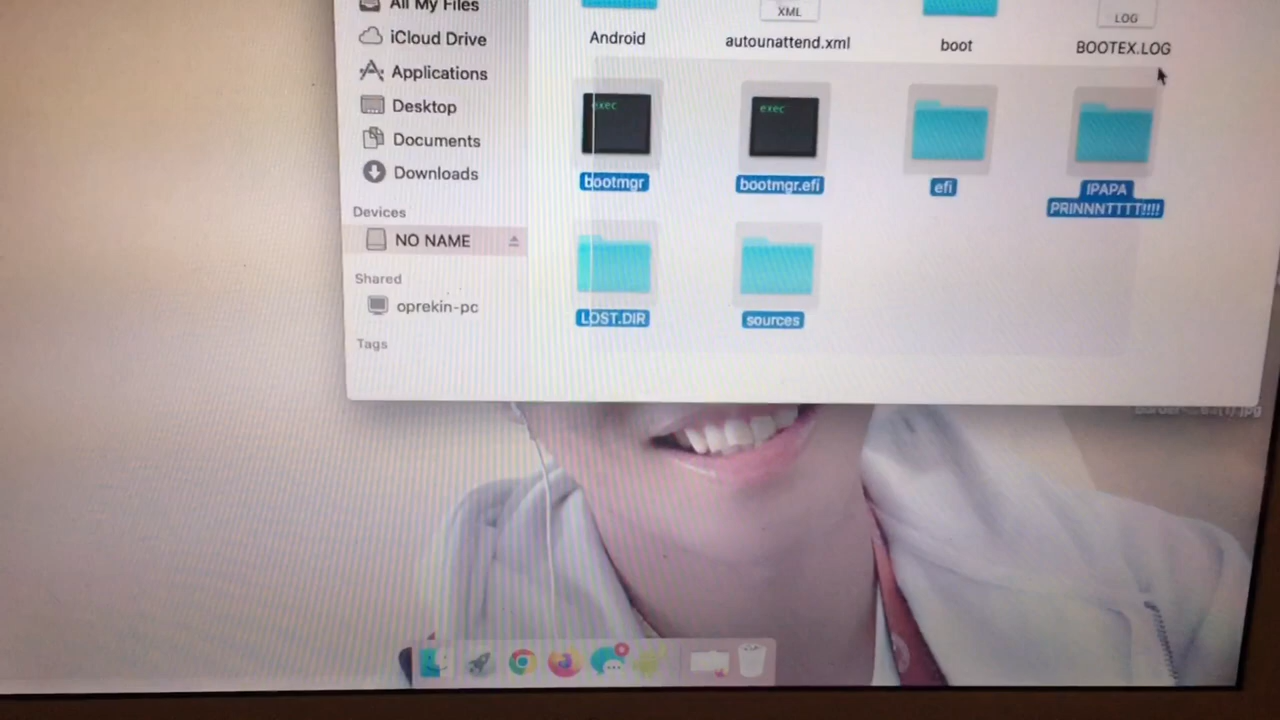 All My Files
iCloud Drive
Applications
Desktop
Documents
Downloads
Devices
NO NAME
Shared
oprekin-pc
Tags
XML
LOG
Android
autounattend.xml
boot
BOOTEX.LOG
exec
exec
bootmgr
bootmgr.efi
efi
IPAPA
PRINNNTTTT!!!!
LOST.DIR
sources